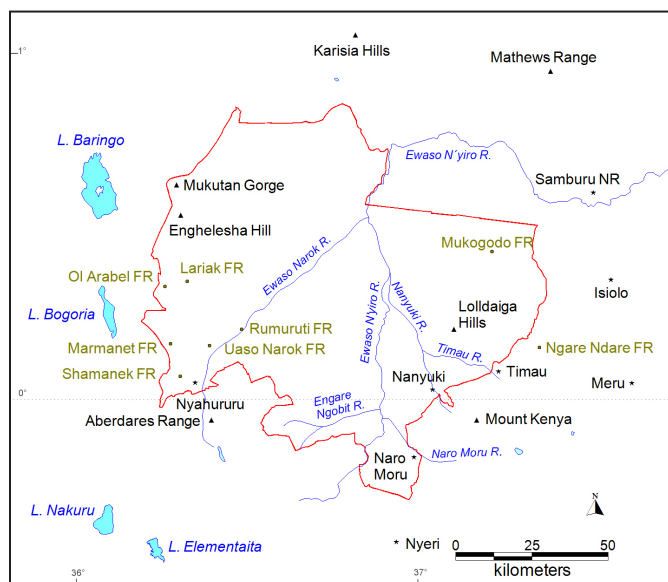 1°
Karisia Hills
Mathews Range
L. Baringo
Ewaso N'yiro R.
Samburu NR
Mukutan Gorge
Enghelesha Hill
Mukogodo FR
Ewaso Narok R.
Ol Arabel FR
Lariak FR
Isiolo
L. Bogoria
Ewaso N'yiro R.
Nanyuki R.
Lolldaiga
Hills
Rumuruti FR
Marmanet FR
Uaso Narok FR
Timau R.
Ngare Ndare FR
Shamanek FR
Timau
Nanyuki
Meru
0°
Nyahururu
Engare
Ngobit R.
Aberdares Range
Mount Kenya
Naro
Moru
Naro Moru R.
L. Nakuru
N
L. Elementaita
Nyeri
0 25 50
kilometers
36°
37°